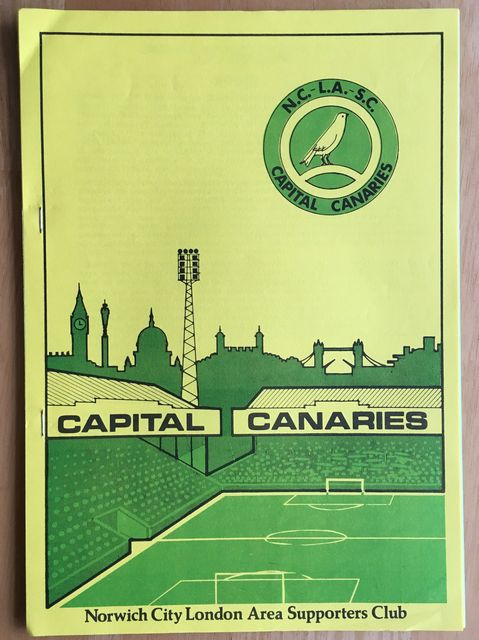 N.C.-L.A.-S.C.
CAPITAL CANARIES
CAPITAL CANARIES
Norwich City London Area Supporters Club